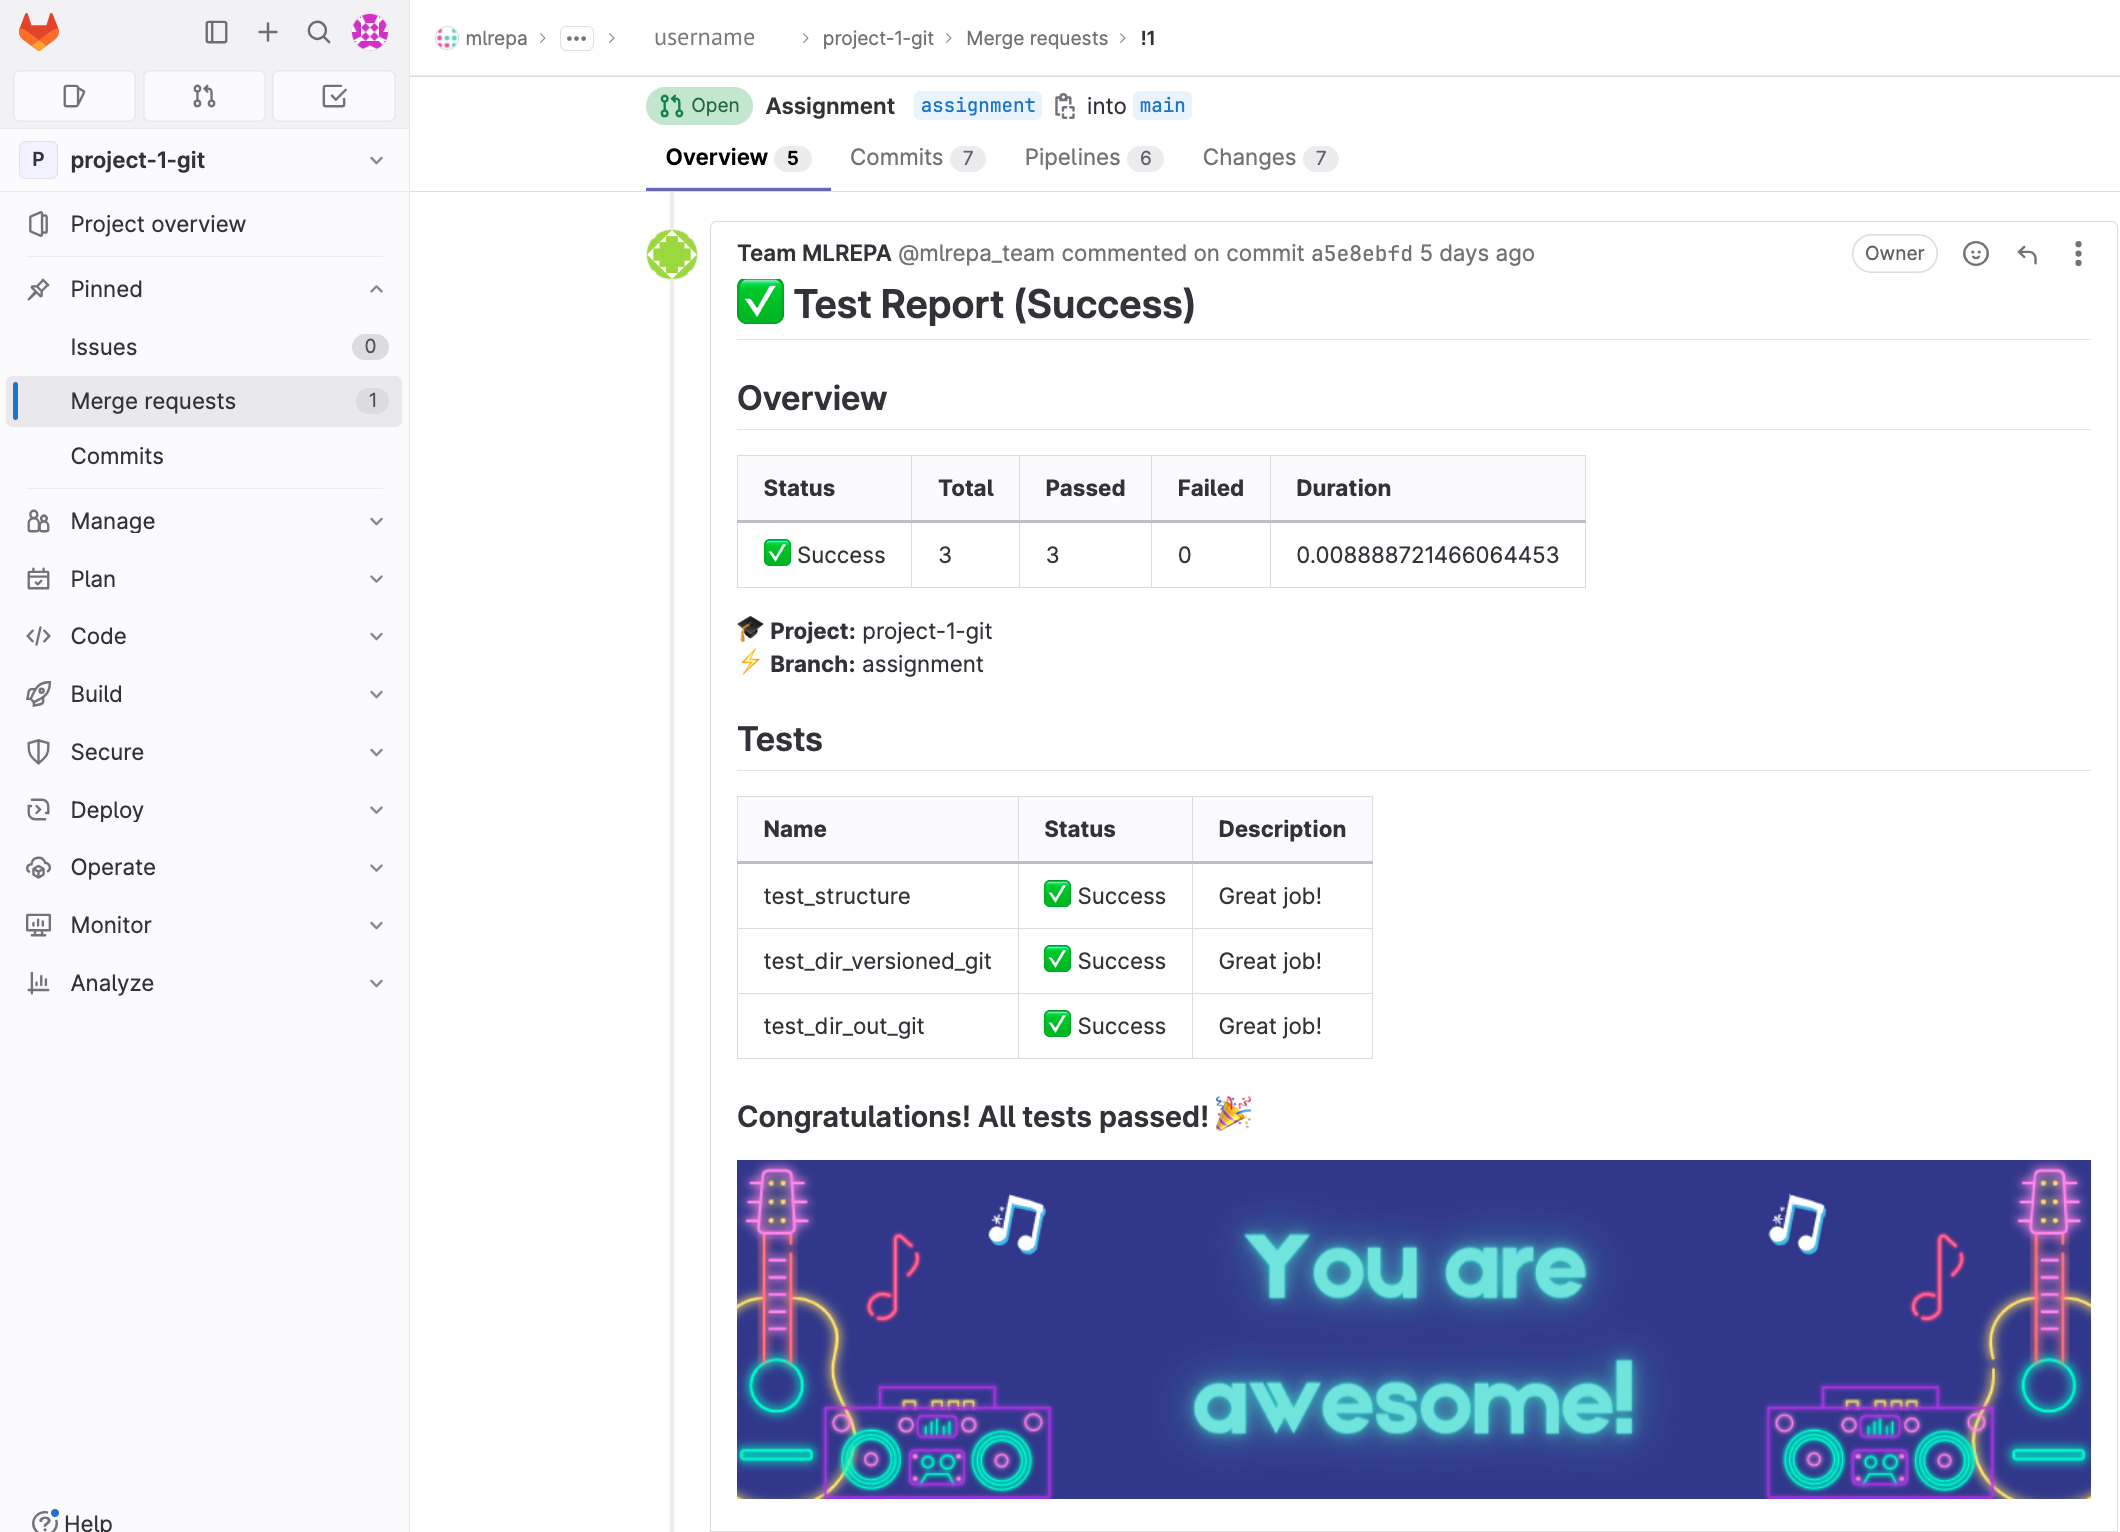 mlrepa > ··· > username > project-1-git > Merge requests > !1
P project-1-git
Project overview
Pinned
Issues 0
Merge requests 1
Commits
Manage
Plan
Code
Build
Secure
Deploy
Operate
Monitor
Analyze
Help
Open Assignment assignment into main
Overview 5 Commits 7 Pipelines 6 Changes 7
Team MLREPA @mlrepa_team commented on commit a5e8ebfd 5 days ago Owner
✅ Test Report (Success)
Overview
Status Total Passed Failed Duration
✅ Success 3 3 0 0.008888721466064453
🎓 Project: project-1-git
⚡ Branch: assignment
Tests
Name Status Description
test_structure ✅ Success Great job!
test_dir_versioned_git ✅ Success Great job!
test_dir_out_git ✅ Success Great job!
Congratulations! All tests passed! 🎉
You are
awesome!